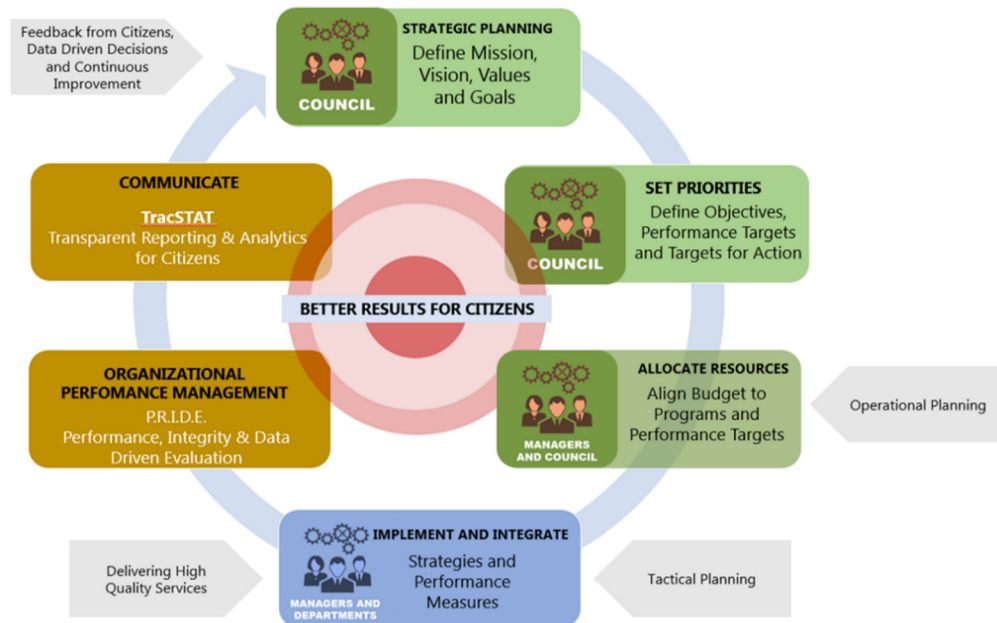 Feedback from Citizens,
Data Driven Decisions
and Continuous
Improvement
STRATEGIC PLANNING
Define Mission,
Vision, Values
and Goals
COUNCIL
SET PRIORITIES
Define Objectives,
Performance Targets
and Targets for Action
COUNCIL
ALLOCATE RESOURCES
Align Budget to
Programs and
Performance Targets
MANAGERS
AND COUNCIL
Operational Planning
IMPLEMENT AND INTEGRATE
Strategies and
Performance
Measures
MANAGERS AND
DEPARTMENTS
Tactical Planning
Delivering High
Quality Services
ORGANIZATIONAL
PERFOMANCE MANAGEMENT
P.R.I.D.E.
Performance, Integrity & Data
Driven Evaluation
COMMUNICATE
TracSTAT
Transparent Reporting & Analytics
for Citizens
BETTER RESULTS FOR CITIZENS